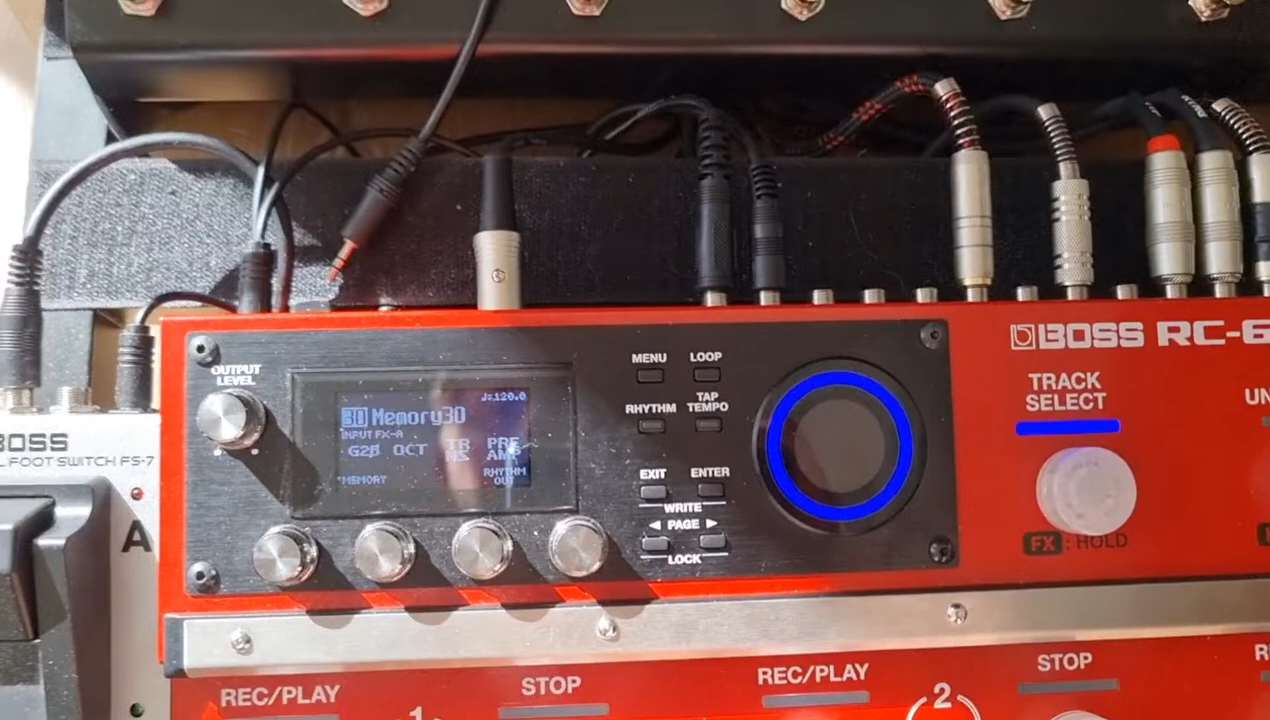 BOSS RC-6
OUTPUT
LEVEL
MENU
LOOP
RHYTHM
TAP
TEMPO
♩=120.0
30 Memory30
INPUT FX-A
OCT
TR
NS
PRE
AMP
MEMORY
RHYTHM
OUT
EXIT
ENTER
WRITE
◀ PAGE ▶
LOCK
TRACK
SELECT
FX : HOLD
UN
BOSS
L FOOT SWITCH FS-7
A
REC/PLAY
STOP
REC/PLAY
STOP
R
1
2